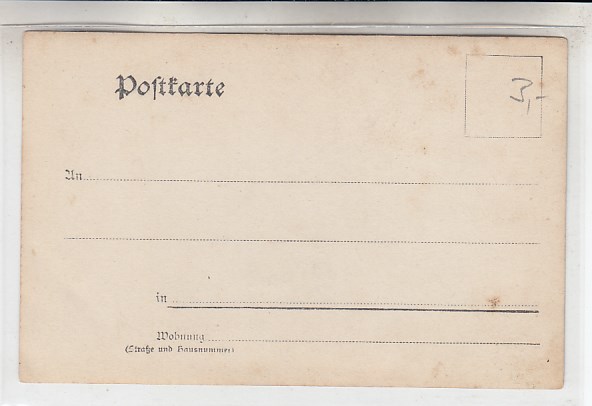 Postkarte
3,-
An
in
Wohnung
(Straße und Hausnummer)